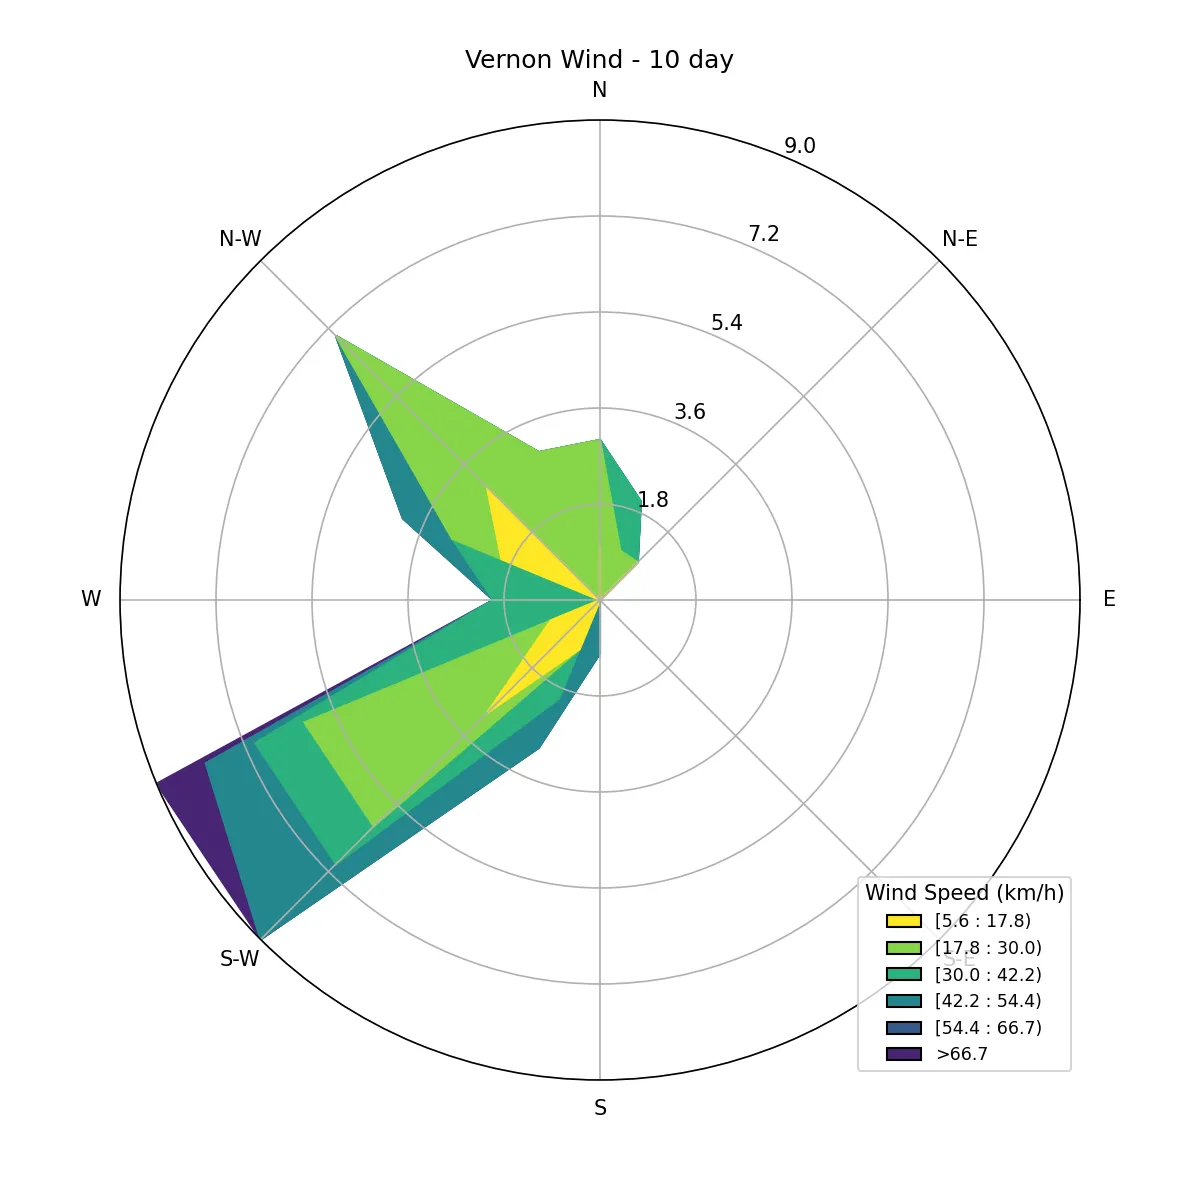 Vernon Wind - 10 day
N
9.0
N-W
N-E
7.2
5.4
3.6
1.8
W
E
S-W
S-E
S
Wind Speed (km/h)
[5.6 : 17.8)
[17.8 : 30.0)
[30.0 : 42.2)
[42.2 : 54.4)
[54.4 : 66.7)
>66.7